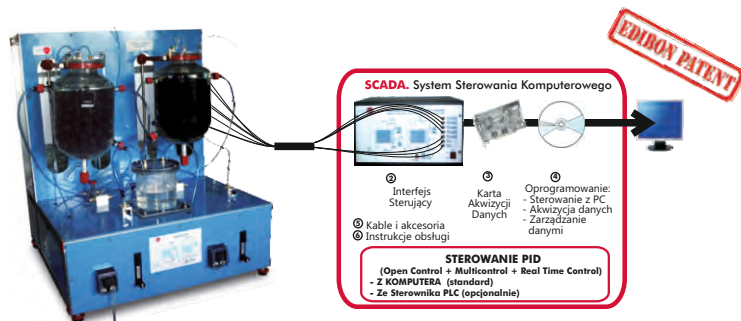 EDIBON PATENT
SCADA. System Sterowania Komputerowego
②
Interfejs
Sterujący
③
Karta
Akwizycji
Danych
④
Oprogramowanie:
- Sterowanie z PC
- Akwizycja danych
- Zarządzanie
danymi
⑤ Kable i akcesoria
⑥ Instrukcje obsługi
STEROWANIE PID
(Open Control + Multicontrol + Real Time Control)
- Z KOMPUTERA (standard)
- Ze Sterownika PLC (opcjonalnie)